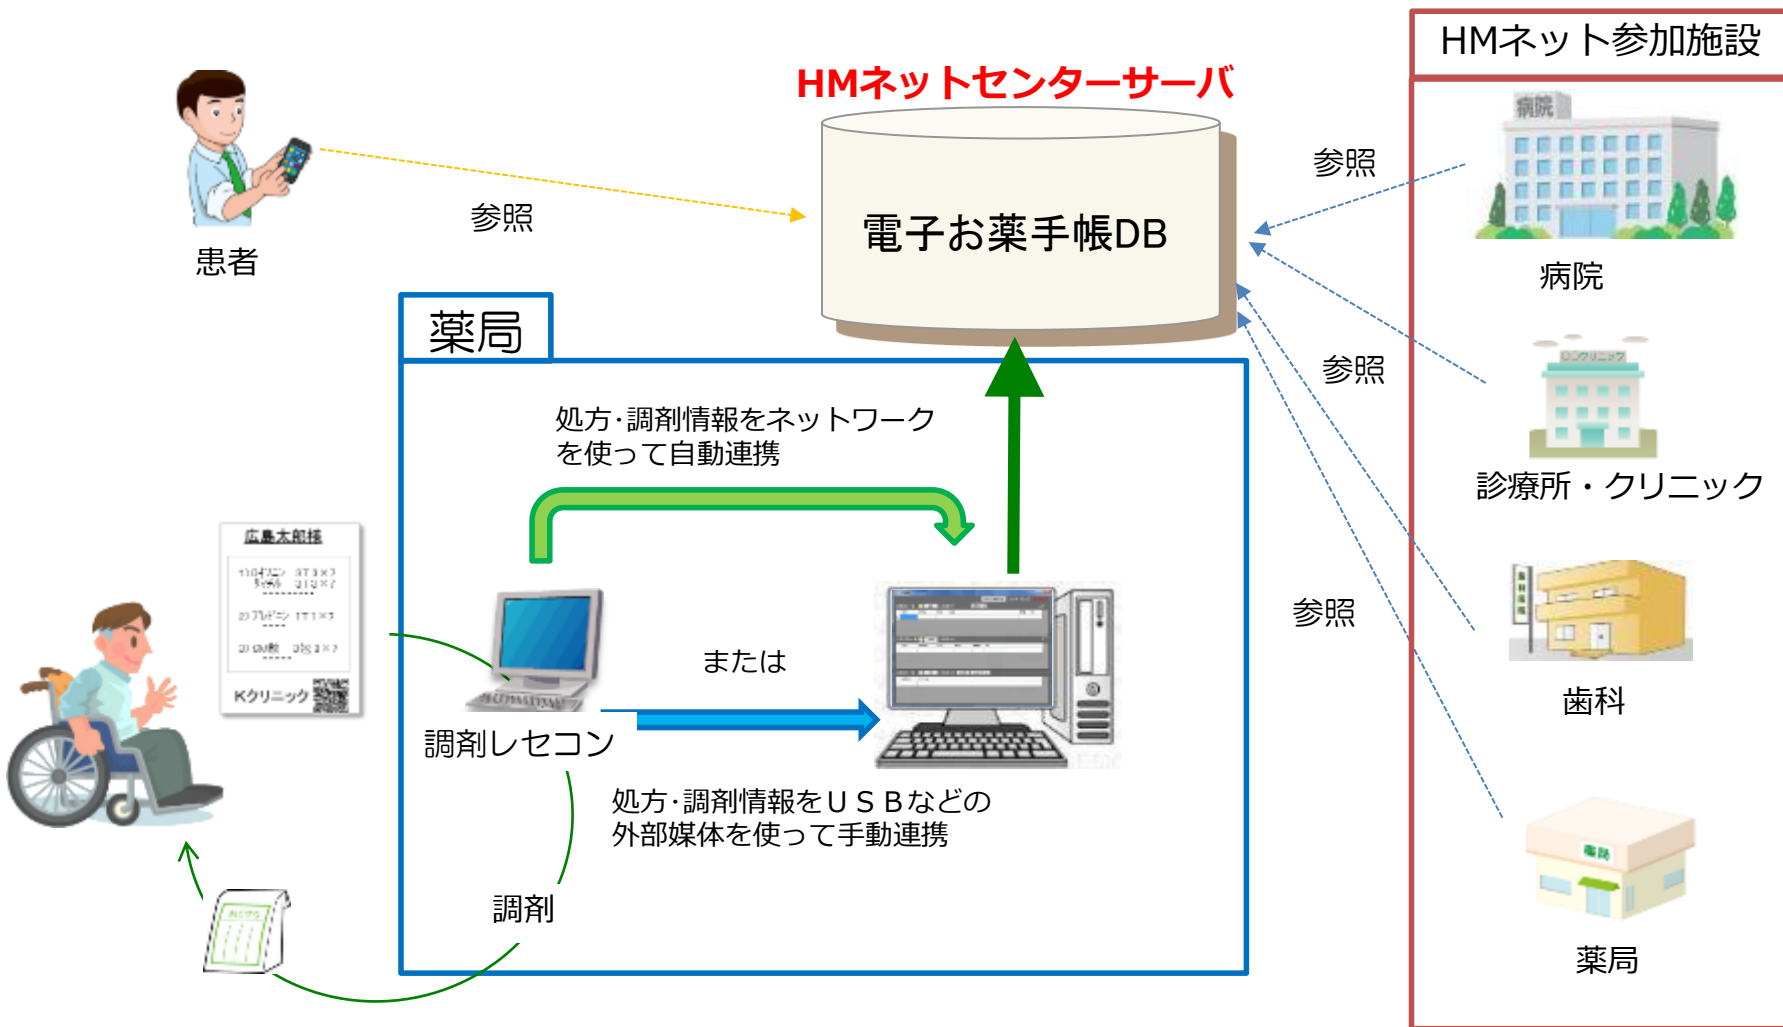 HMネット参加施設
HMネットセンターサーバ
病院
参照
電子お薬手帳DB
参照
患者
病院
薬局
参照
処方･調剤情報をネットワーク
を使って自動連携
診療所・クリニック
広島太郎様
Kクリニック
または
参照
調剤レセコン
歯科
処方･調剤情報をＵＳＢなどの
外部媒体を使って手動連携
薬局
調剤
薬局